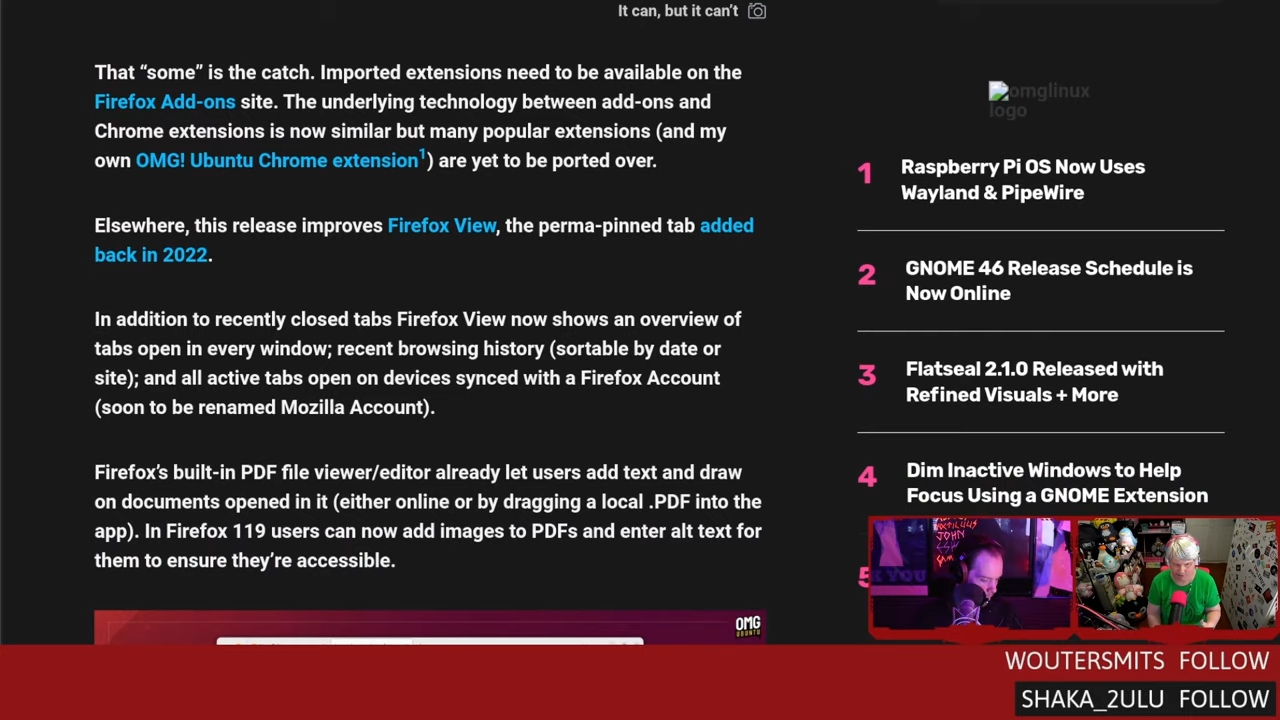 It can, but it can't
That “some” is the catch. Imported extensions need to be available on the
Firefox Add-ons site. The underlying technology between add-ons and
Chrome extensions is now similar but many popular extensions (and my
own OMG! Ubuntu Chrome extension1) are yet to be ported over.
Elsewhere, this release improves Firefox View, the perma-pinned tab added
back in 2022.
In addition to recently closed tabs Firefox View now shows an overview of
tabs open in every window; recent browsing history (sortable by date or
site); and all active tabs open on devices synced with a Firefox Account
(soon to be renamed Mozilla Account).
Firefox’s built-in PDF file viewer/editor already let users add text and draw
on documents opened in it (either online or by dragging a local .PDF into the
app). In Firefox 119 users can now add images to PDFs and enter alt text for
them to ensure they’re accessible.
OMG
UBUNTU
omglinux
logo
1 Raspberry Pi OS Now Uses
Wayland & PipeWire
2 GNOME 46 Release Schedule is
Now Online
3 Flatseal 2.1.0 Released with
Refined Visuals + More
4 Dim Inactive Windows to Help
Focus Using a GNOME Extension
5
JOHN
WOUTERSMITS FOLLOW
SHAKA_2ULU FOLLOW